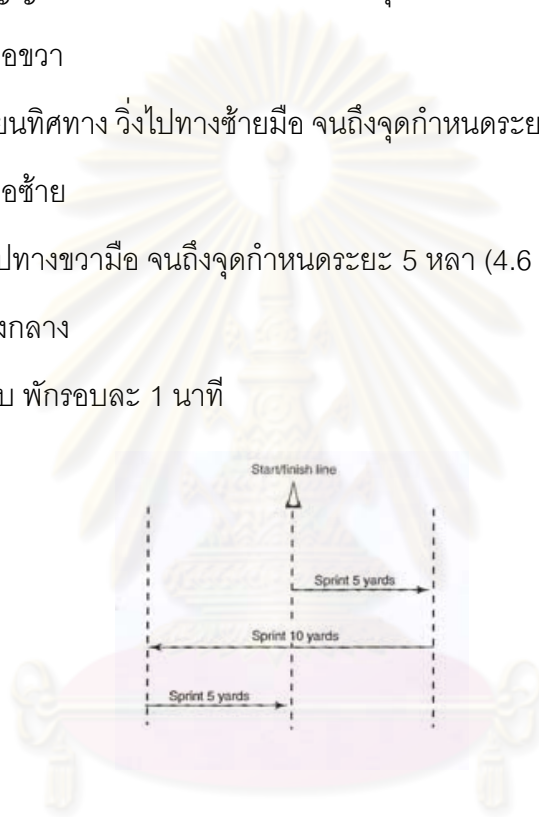 อขวา
ยนทิศทาง วิ่งไปทางซ้ายมือ จนถึงจุดกำหนดระย
อซ้าย
ปทางขวามือ จนถึงจุดกำหนดระยะ 5 หลา (4.6
งกลาง
บ พักรอบละ 1 นาที
Start/finish line
Sprint 5 yards
Sprint 10 yards
Sprint 5 yards